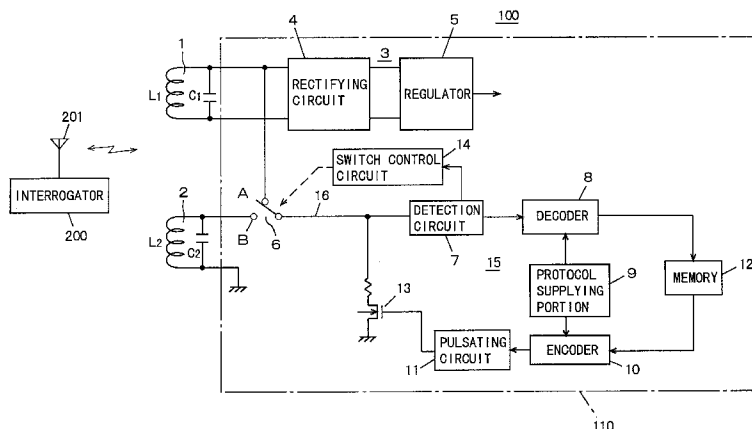 100
1
4
3
5
L1
C1
RECTIFYING
CIRCUIT
REGULATOR
201
14
SWITCH CONTROL
CIRCUIT
8
INTERROGATOR
200
2
A
16
B
6
L2
C2
DETECTION
CIRCUIT
7
DECODER
15
13
PROTOCOL
SUPPLYING
PORTION
9
MEMORY
12
PULSATING
CIRCUIT
11
ENCODER
10
110